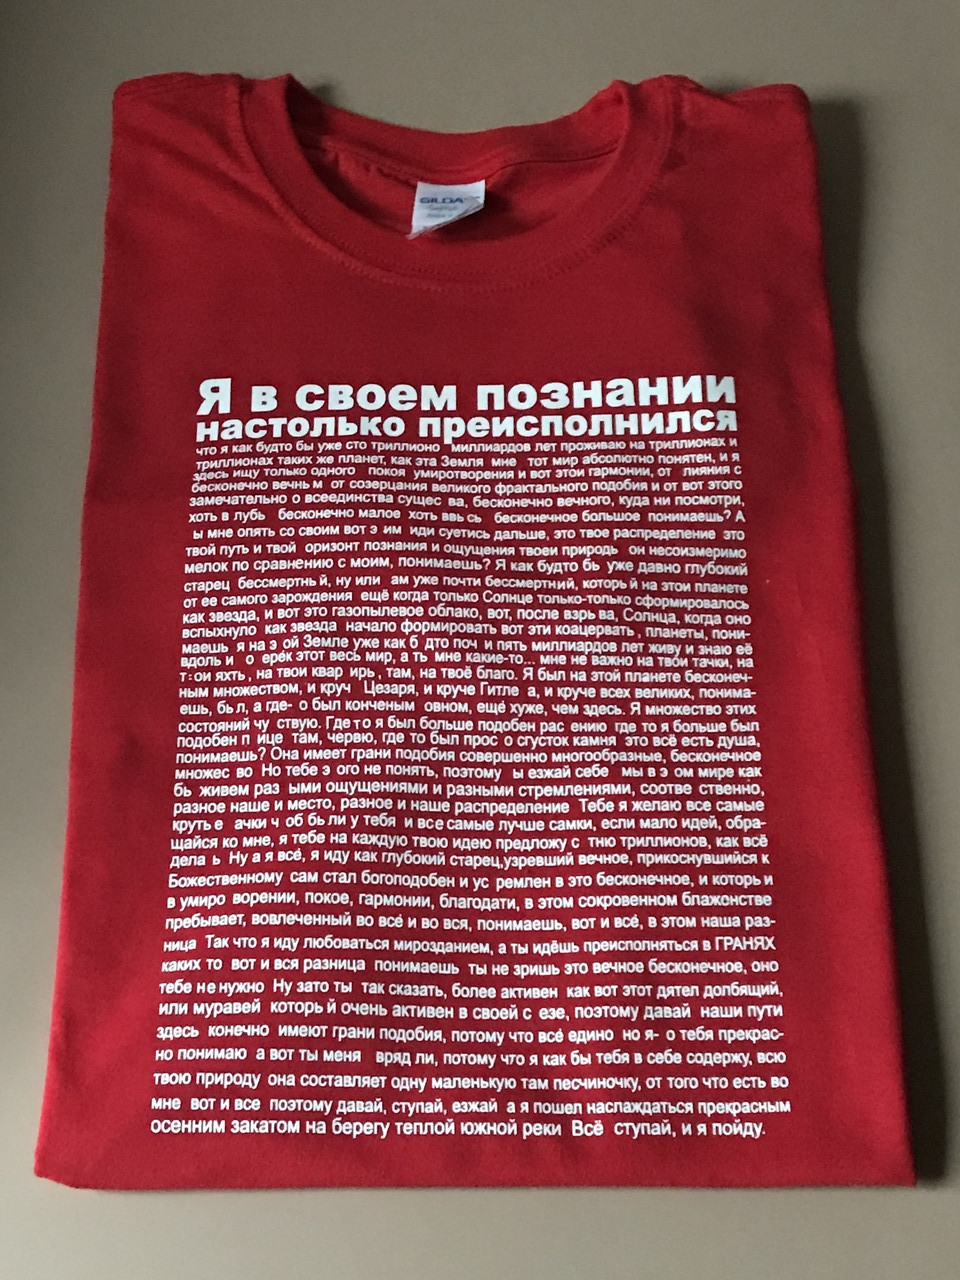 GILDA
Я в своем познании
настолько преисполнился
что я как будто бы уже сто триллионо миллиардов лет проживаю на триллионах и
триллионах таких же планет, как эта Земля мне тот мир абсолютно понятен, и я
здесь ищу только одного покоя умиротворения и вот этои гармонии, от лияния с
бесконечно вечнь м от созерцания великого фрактального подобия и от вот этого
замечательно о всеединства сущес ва, бесконечно вечного, куда ни посмотри,
хоть в лубь бесконечно малое хоть ввь сь бесконечное большое понимаешь? А
ы мне опять со своим вот э им иди суетись дальше, это твое распределение это
твой путь и твой оризонт познания и ощущения твоеи природь он несоизмеримо
мелок по сравнению с моим, понимаешь? Я как будто бь уже давно глубокий
старец бессмертнь й, ну или ам уже почти бессмертний, которь й на этои планете
от ее самого зарождения ещё когда только Солнце только-только сформировалось
как звезда, и вот это газопылевое облако, вот, после взрь ва, Солнца, когда оно
вспыхнуло как звезда начало формировать вот эти коацерват , планеты, пони-
маешь я на э ой Земле уже как б дто поч и пять миллиардов лет живу и знаю её
вдоль и о ерёк этот весь мир, а ть мне какие-то... мне не важно на твои тачки, на
т ои яхть , на твои квар ирь , там, на твоё благо. Я был на этой планете бесконеч-
ным множеством, и круч Цезаря, и круче Гитле а, и круче всех великих, понима-
ешь, бь л, а где- о был конченым овном, ещё хуже, чем здесь. Я множество этих
состояний чу ствую. Где то я был больше подобен рас ению где то я больше был
подобен п ице там, червю, где то был прос о сгусток камня это всё есть душа,
понимаешь? Она имеет грани подобия совершенно многообразные, бесконечное
множес во Но тебе э ого не понять, поэтому ы езжай себе мы в э ом мире как
бь живем раз ыми ощущениями и разными стремлениями, соотве ственно,
разное наше и место, разное и наше распределение Тебе я желаю все самые
круть е ачки ч об бь ли у тебя и все самые лучше самки, если мало идей, обра-
щайся ко мне, я тебе на каждую твою идею предложу с тню триллионов, как всё
дела ь Ну а я всё, я иду как глубокий старец,узревший вечное, прикоснувшийся к
Божественному сам стал богоподобен и ус ремлен в это бесконечное, и которь и
в умиро ворении, покое, гармонии, благодати, в этом сокровенном блаженстве
пребывает, вовлеченный во всё и во вся, понимаешь, вот и всё, в этом наша раз-
ница Так что я иду любоваться мирозданием, а ты идёшь преисполняться в ГРАНЯХ
каких то вот и вся разница понимаешь ты не зришь это вечное бесконечное, оно
тебе не нужно Ну зато ты так сказать, более активен как вот этот дятел долбящий,
или муравей которь й очень активен в своей с езе, поэтому давай наши пути
здесь конечно имеют грани подобия, потому что всё едино но я- о тебя прекрас-
но понимаю а вот ты меня вряд ли, потому что я как бы тебя в себе содержу, всю
твою природу она составляет одну маленькую там песчиночку, от того что есть во
мне вот и все поэтому давай, ступай, езжай а я пошел наслаждаться прекрасным
осенним закатом на берегу теплой южной реки Всё ступай, и я пойду.